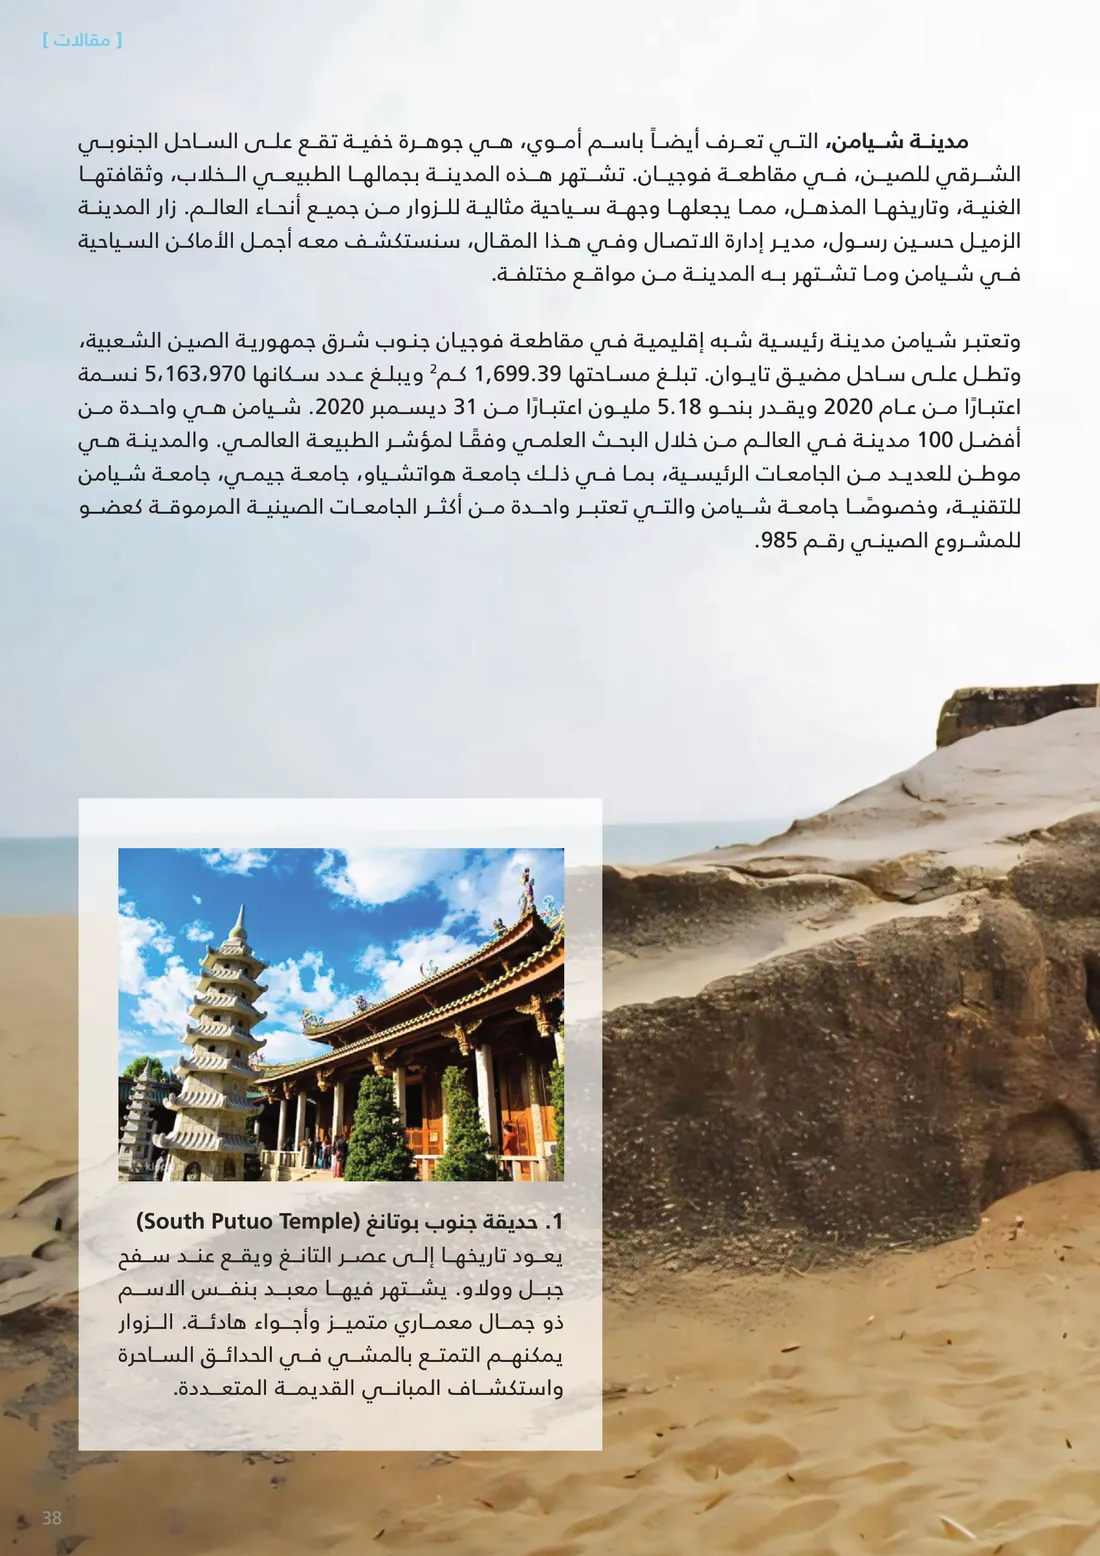 [ مقالات ]
مدينة شيامن، التي تعرف أيضاً باسم أموي، هي جوهرة خفية تقع على الساحل الجنوبي
الشرقي للصين، في مقاطعة فوجيان. تشتهر هذه المدينة بجمالها الطبيعي الخلاب، وثقافتها
الغنية، وتاريخها المذهل، مما يجعلها وجهة سياحية مثالية للزوار من جميع أنحاء العالم. زار المدينة
الزميل حسين رسول، مدير إدارة الاتصال وفي هذا المقال، سنستكشف معه أجمل الأماكن السياحية
في شيامن وما تشتهر به المدينة من مواقع مختلفة.
وتعتبر شيامن مدينة رئيسية شبه إقليمية في مقاطعة فوجيان جنوب شرق جمهورية الصين الشعبية،
وتطل على ساحل مضيق تايوان. تبلغ مساحتها 1,699.39 كم² ويبلغ عدد سكانها 5،163،970 نسمة
اعتبارًا من عام 2020 ويقدر بنحو 5.18 مليون اعتبارًا من 31 ديسمبر 2020. شيامن هي واحدة من
أفضل 100 مدينة في العالم من خلال البحث العلمي وفقًا لمؤشر الطبيعة العالمي. والمدينة هي
موطن للعديد من الجامعات الرئيسية، بما في ذلك جامعة هواتشياو، جامعة جيمي، جامعة شيامن
للتقنية، وخصوصًا جامعة شيامن والتي تعتبر واحدة من أكثر الجامعات الصينية المرموقة كعضو
للمشروع الصيني رقم 985.
1. حديقة جنوب بوتانغ (South Putuo Temple)
يعود تاريخها إلى عصر التانغ ويقع عند سفح
جبل وولاو. يشتهر فيها معبد بنفس الاسم
ذو جمال معماري متميز وأجواء هادئة. الزوار
يمكنهم التمتع بالمشي في الحدائق الساحرة
واستكشاف المباني القديمة المتعددة.
38